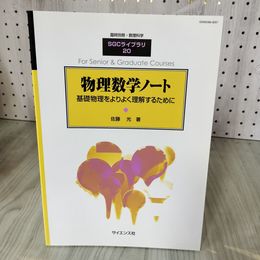 臨時別冊・数理科学
SGCライブラリ
20
For Senior & Graduate Courses
物理数学ノート
基礎物理をよりよく理解するために
佐藤 光 著
サイエンス社